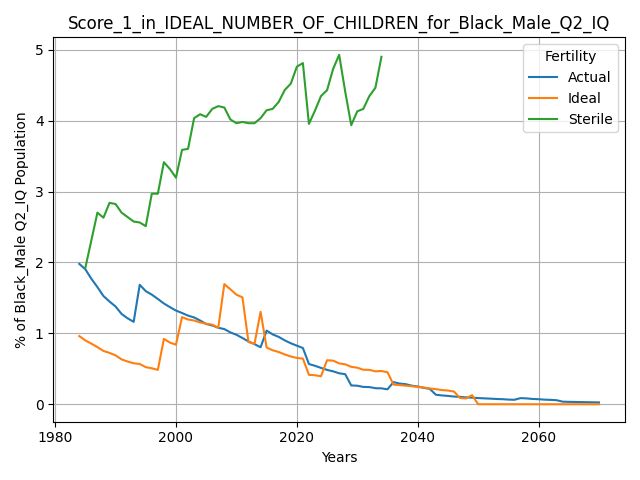 Score_1_in_IDEAL_NUMBER_OF_CHILDREN_for_Black_Male_Q2_IQ
Fertility
Actual
Ideal
Sterile
% of Black_Male Q2_IQ Population
5
4
3
2
1
0
1980
2000
2020
2040
2060
Years